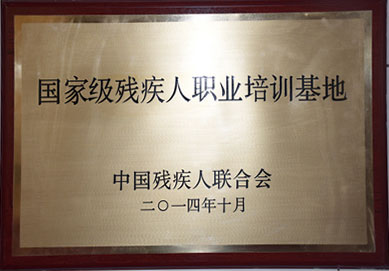 国家级残疾人职业培训基地
中国残疾人联合会
二〇一四年十月